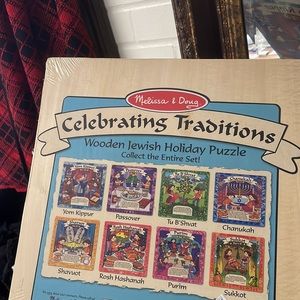 Melissa & Doug
Celebrating Traditions
Wooden Jewish Holiday Puzzle
Collect the Entire Set!
Yom Kippur
Passover
Tu B'Shvat
Chanukah
Shavuot
Rosh Hashanah
Purim
Sukkot